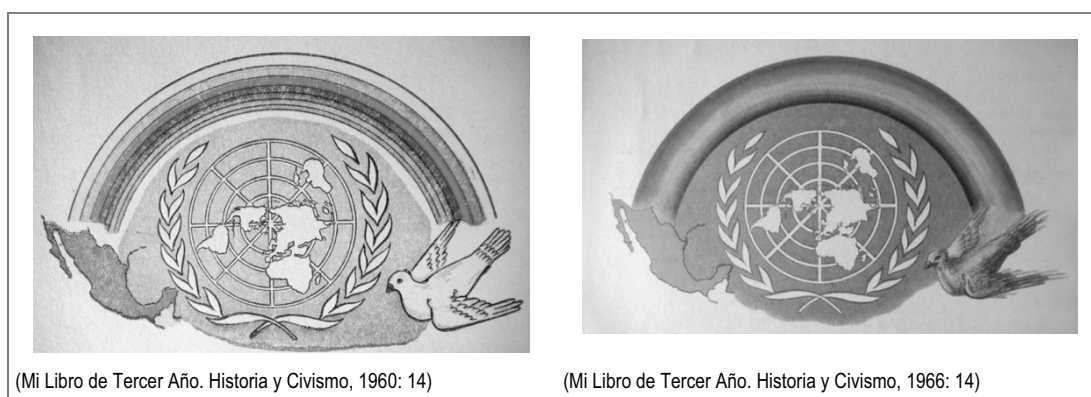 (Mi Libro de Tercer Año. Historia y Civismo, 1960: 14)
(Mi Libro de Tercer Año. Historia y Civismo, 1966: 14)